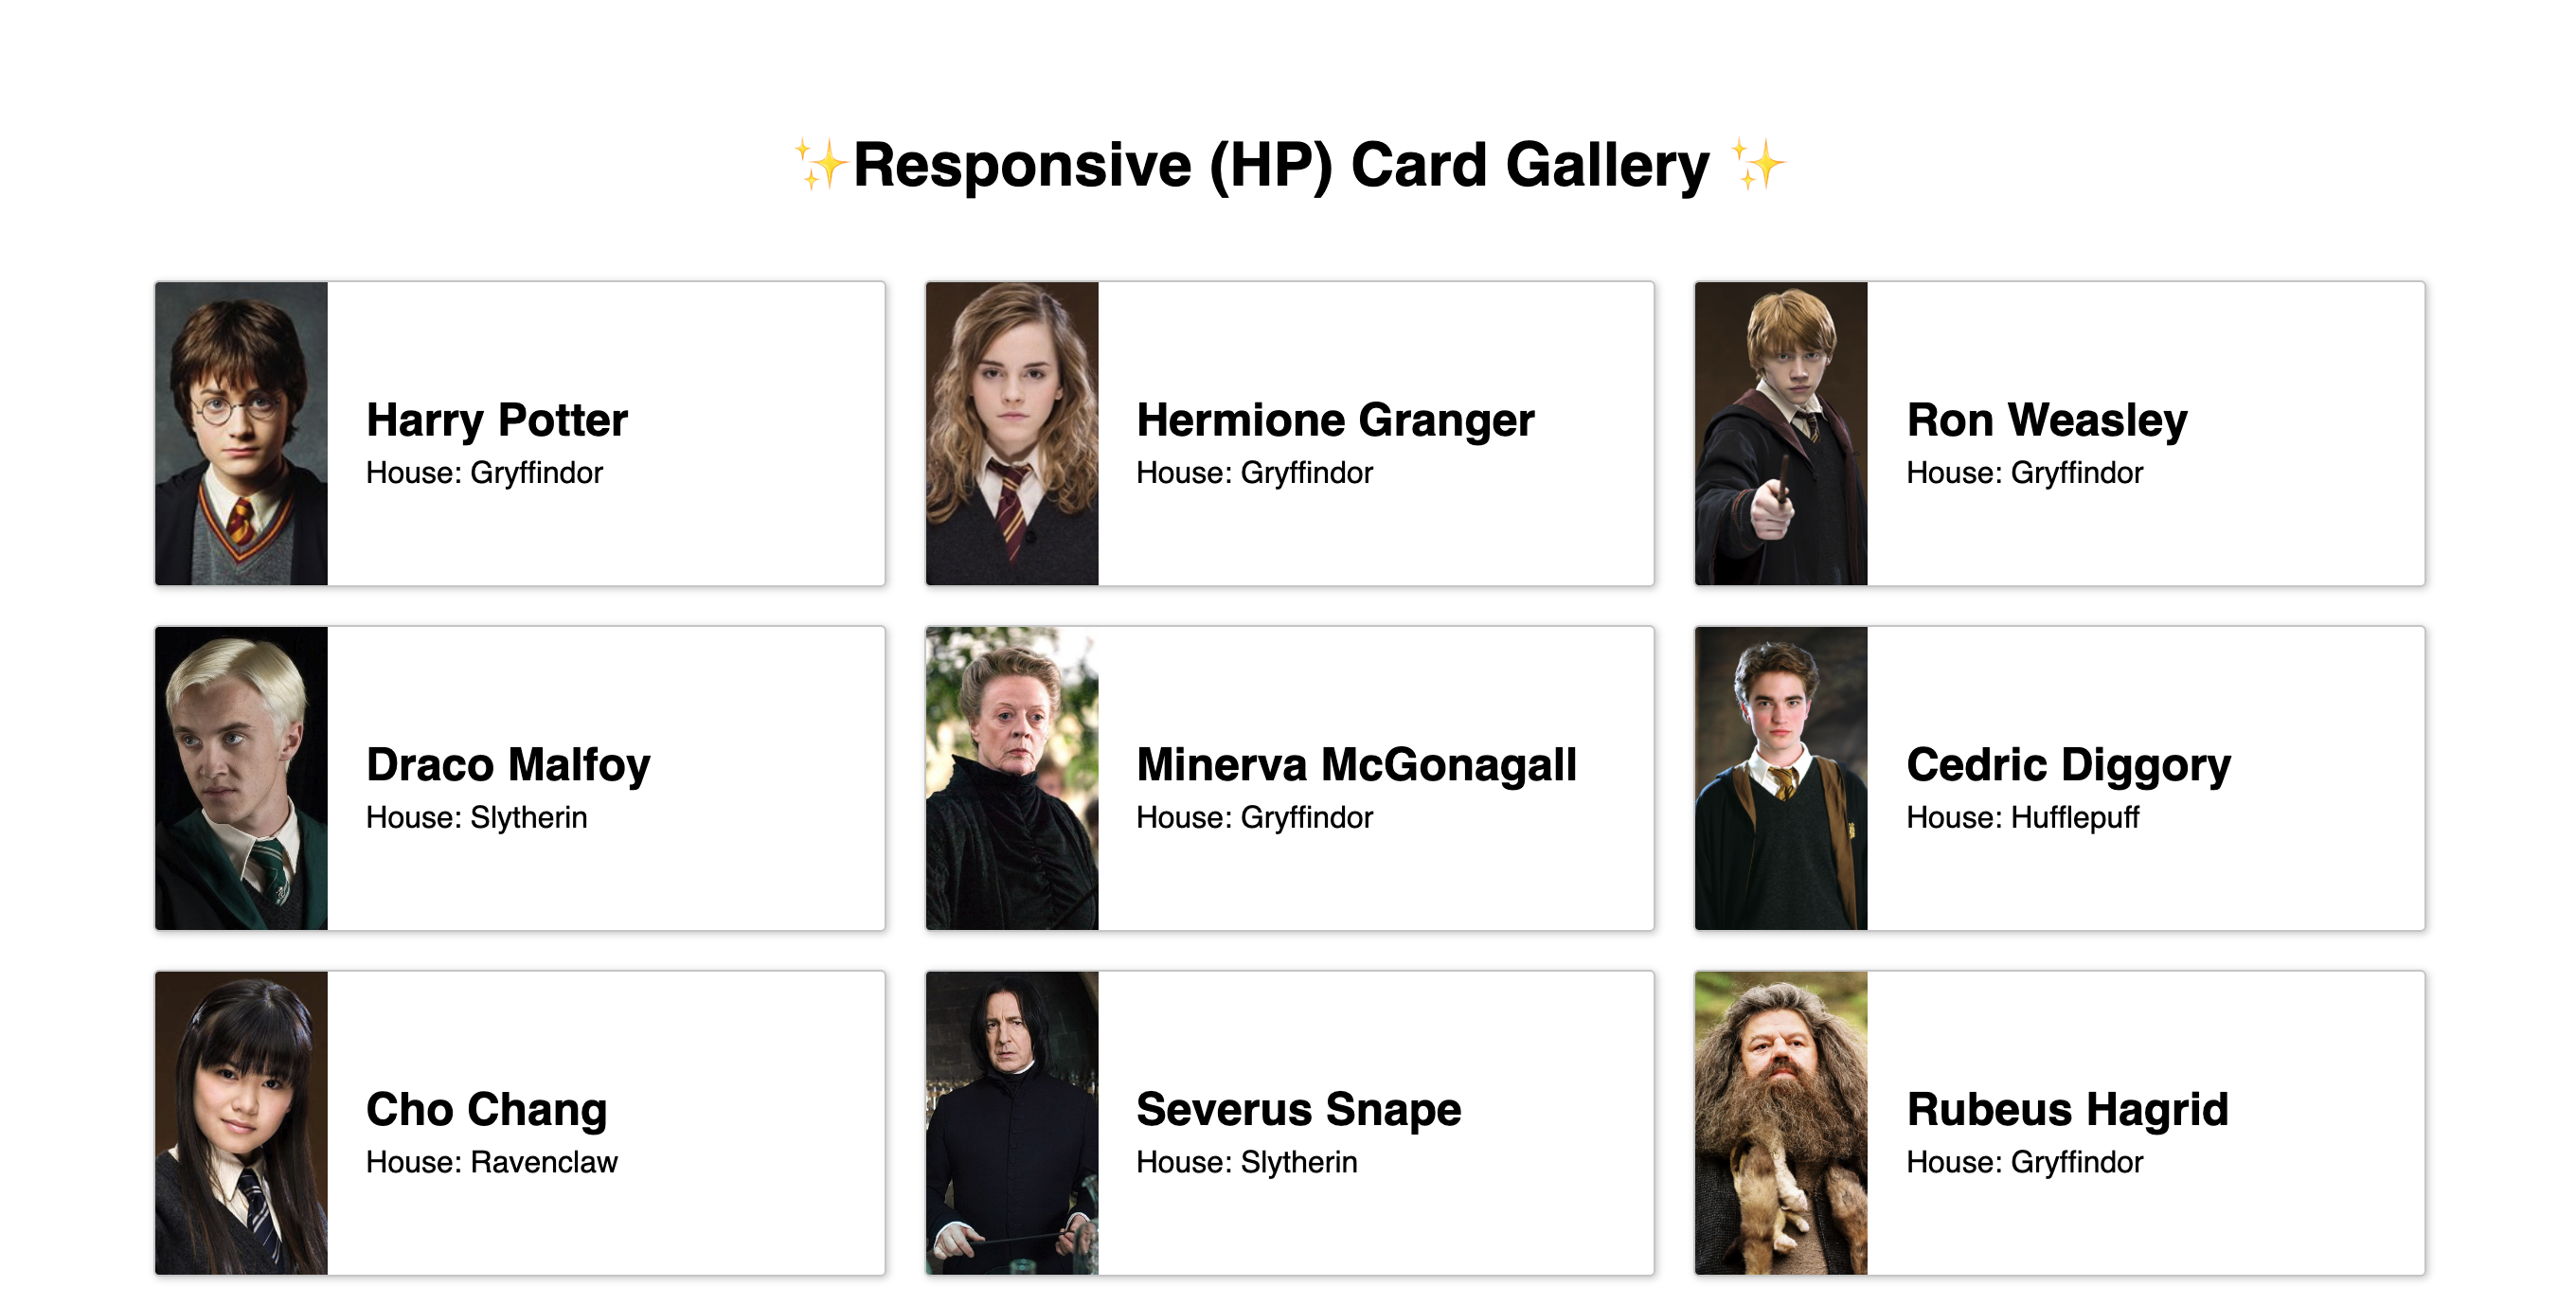 ✨Responsive (HP) Card Gallery ✨
Harry Potter
House: Gryffindor
Hermione Granger
House: Gryffindor
Ron Weasley
House: Gryffindor
Draco Malfoy
House: Slytherin
Minerva McGonagall
House: Gryffindor
Cedric Diggory
House: Hufflepuff
Cho Chang
House: Ravenclaw
Severus Snape
House: Slytherin
Rubeus Hagrid
House: Gryffindor